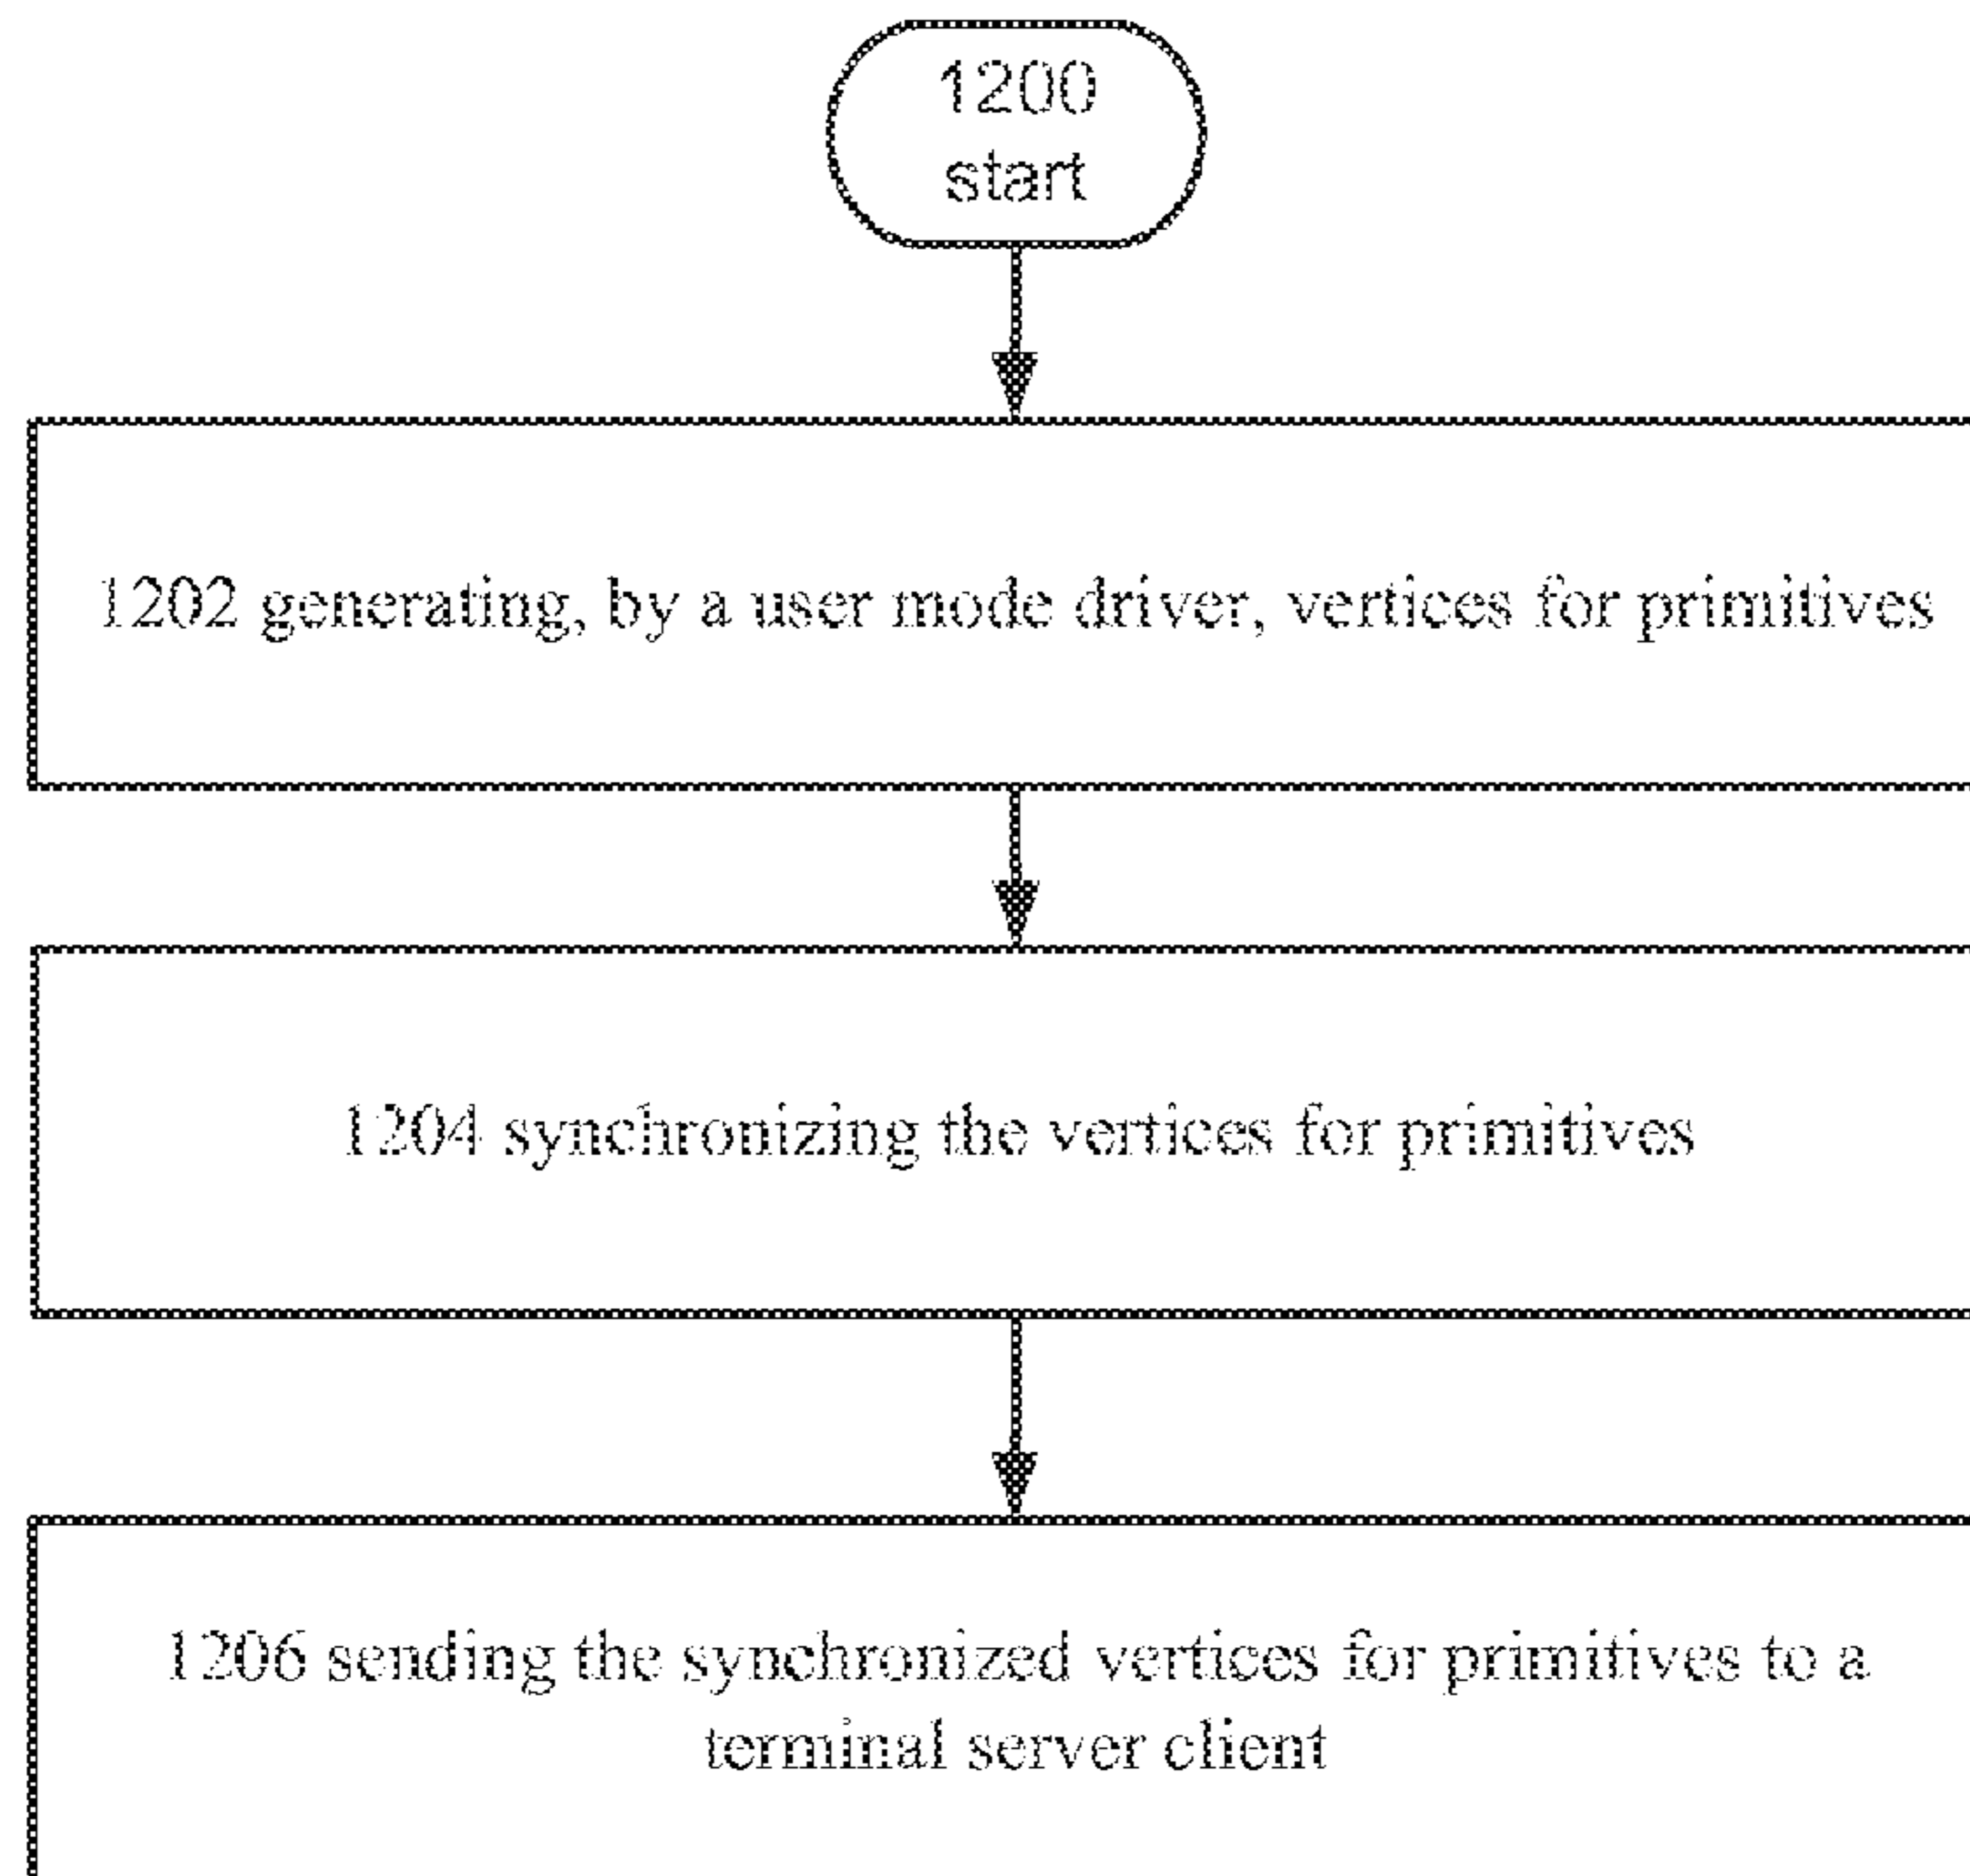 1200
start
1202 generating, by a user mode driver, vertices for primitives
1204 synchronizing the vertices for primitives
1206 sending the synchronized vertices for primitives to a
terminal server client